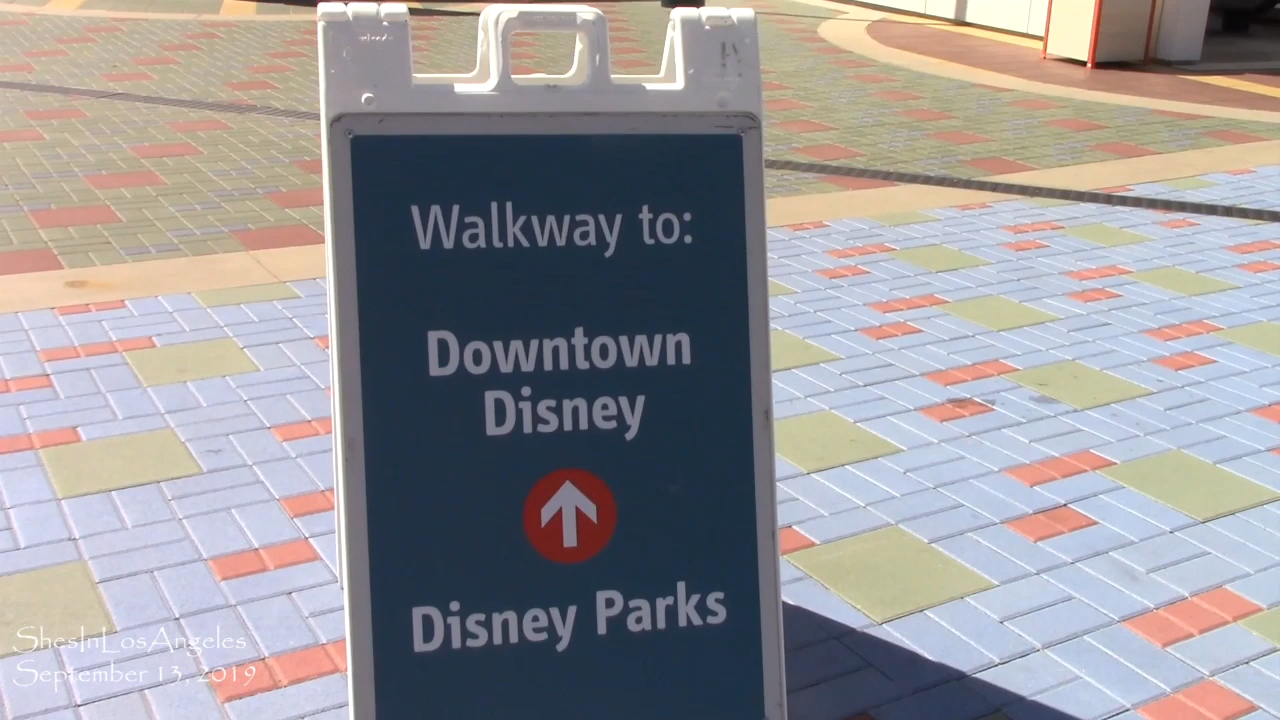 Walkway to:
Downtown
Disney
Disney Parks
ShesInLosAngeles
September 13, 2019